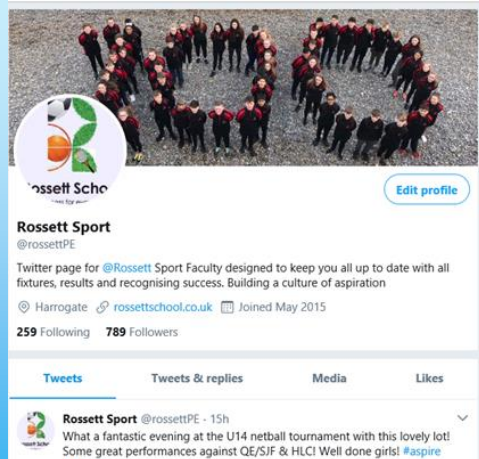 Rossett Scho
Edit profile
Rossett Sport
@rossettPE
Twitter page for @Rossett Sport Faculty designed to keep you all up to date with all
fixtures, results and recognising success. Building a culture of aspiration
Harrogate rossettschool.co.uk Joined May 2015
259 Following 789 Followers
Tweets Tweets & replies Media Likes
Rossett Sport @rossettPE · 15h
What a fantastic evening at the U14 netball tournament with this lovely lot!
Some great performances against QE/SJF & HLC! Well done girls! #aspire